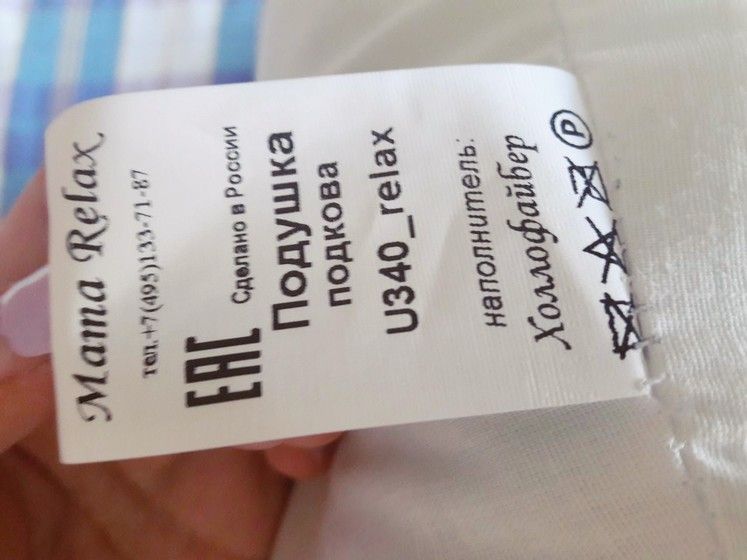 Mama Relax
тел.+7(495)133-71-87
EAC Сделано в России
Подушка
подкова
U340_relax
наполнитель:
Холлофайбер
P